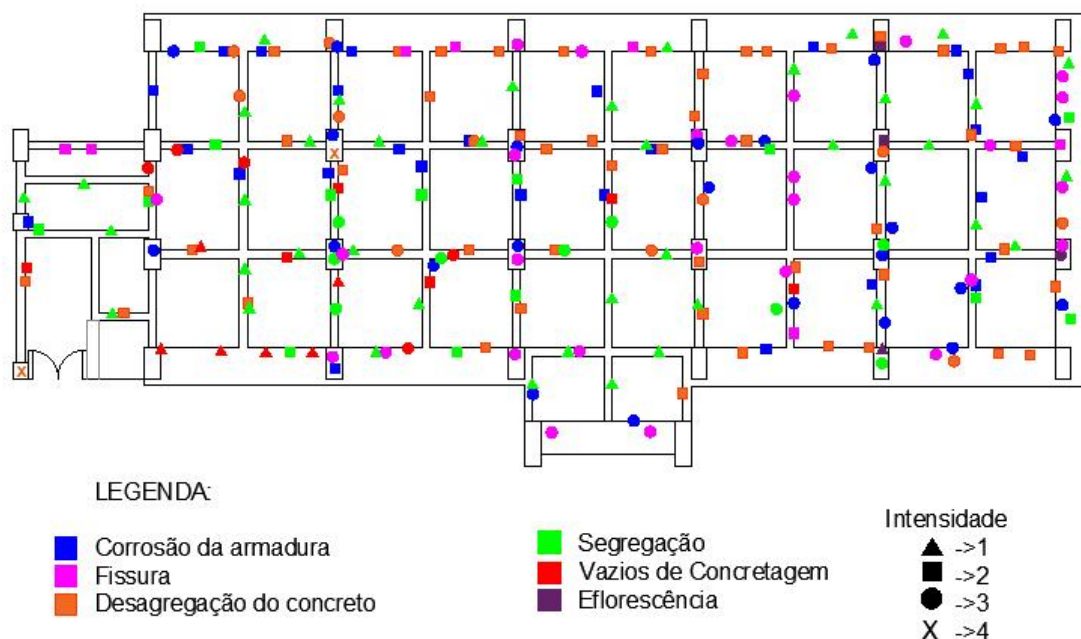 LEGENDA:
Corrosão da armadura
Fissura
Desagregação do concreto
Segregação
Vazios de Concretagem
Eflorescência
Intensidade
->1
->2
->3
X ->4